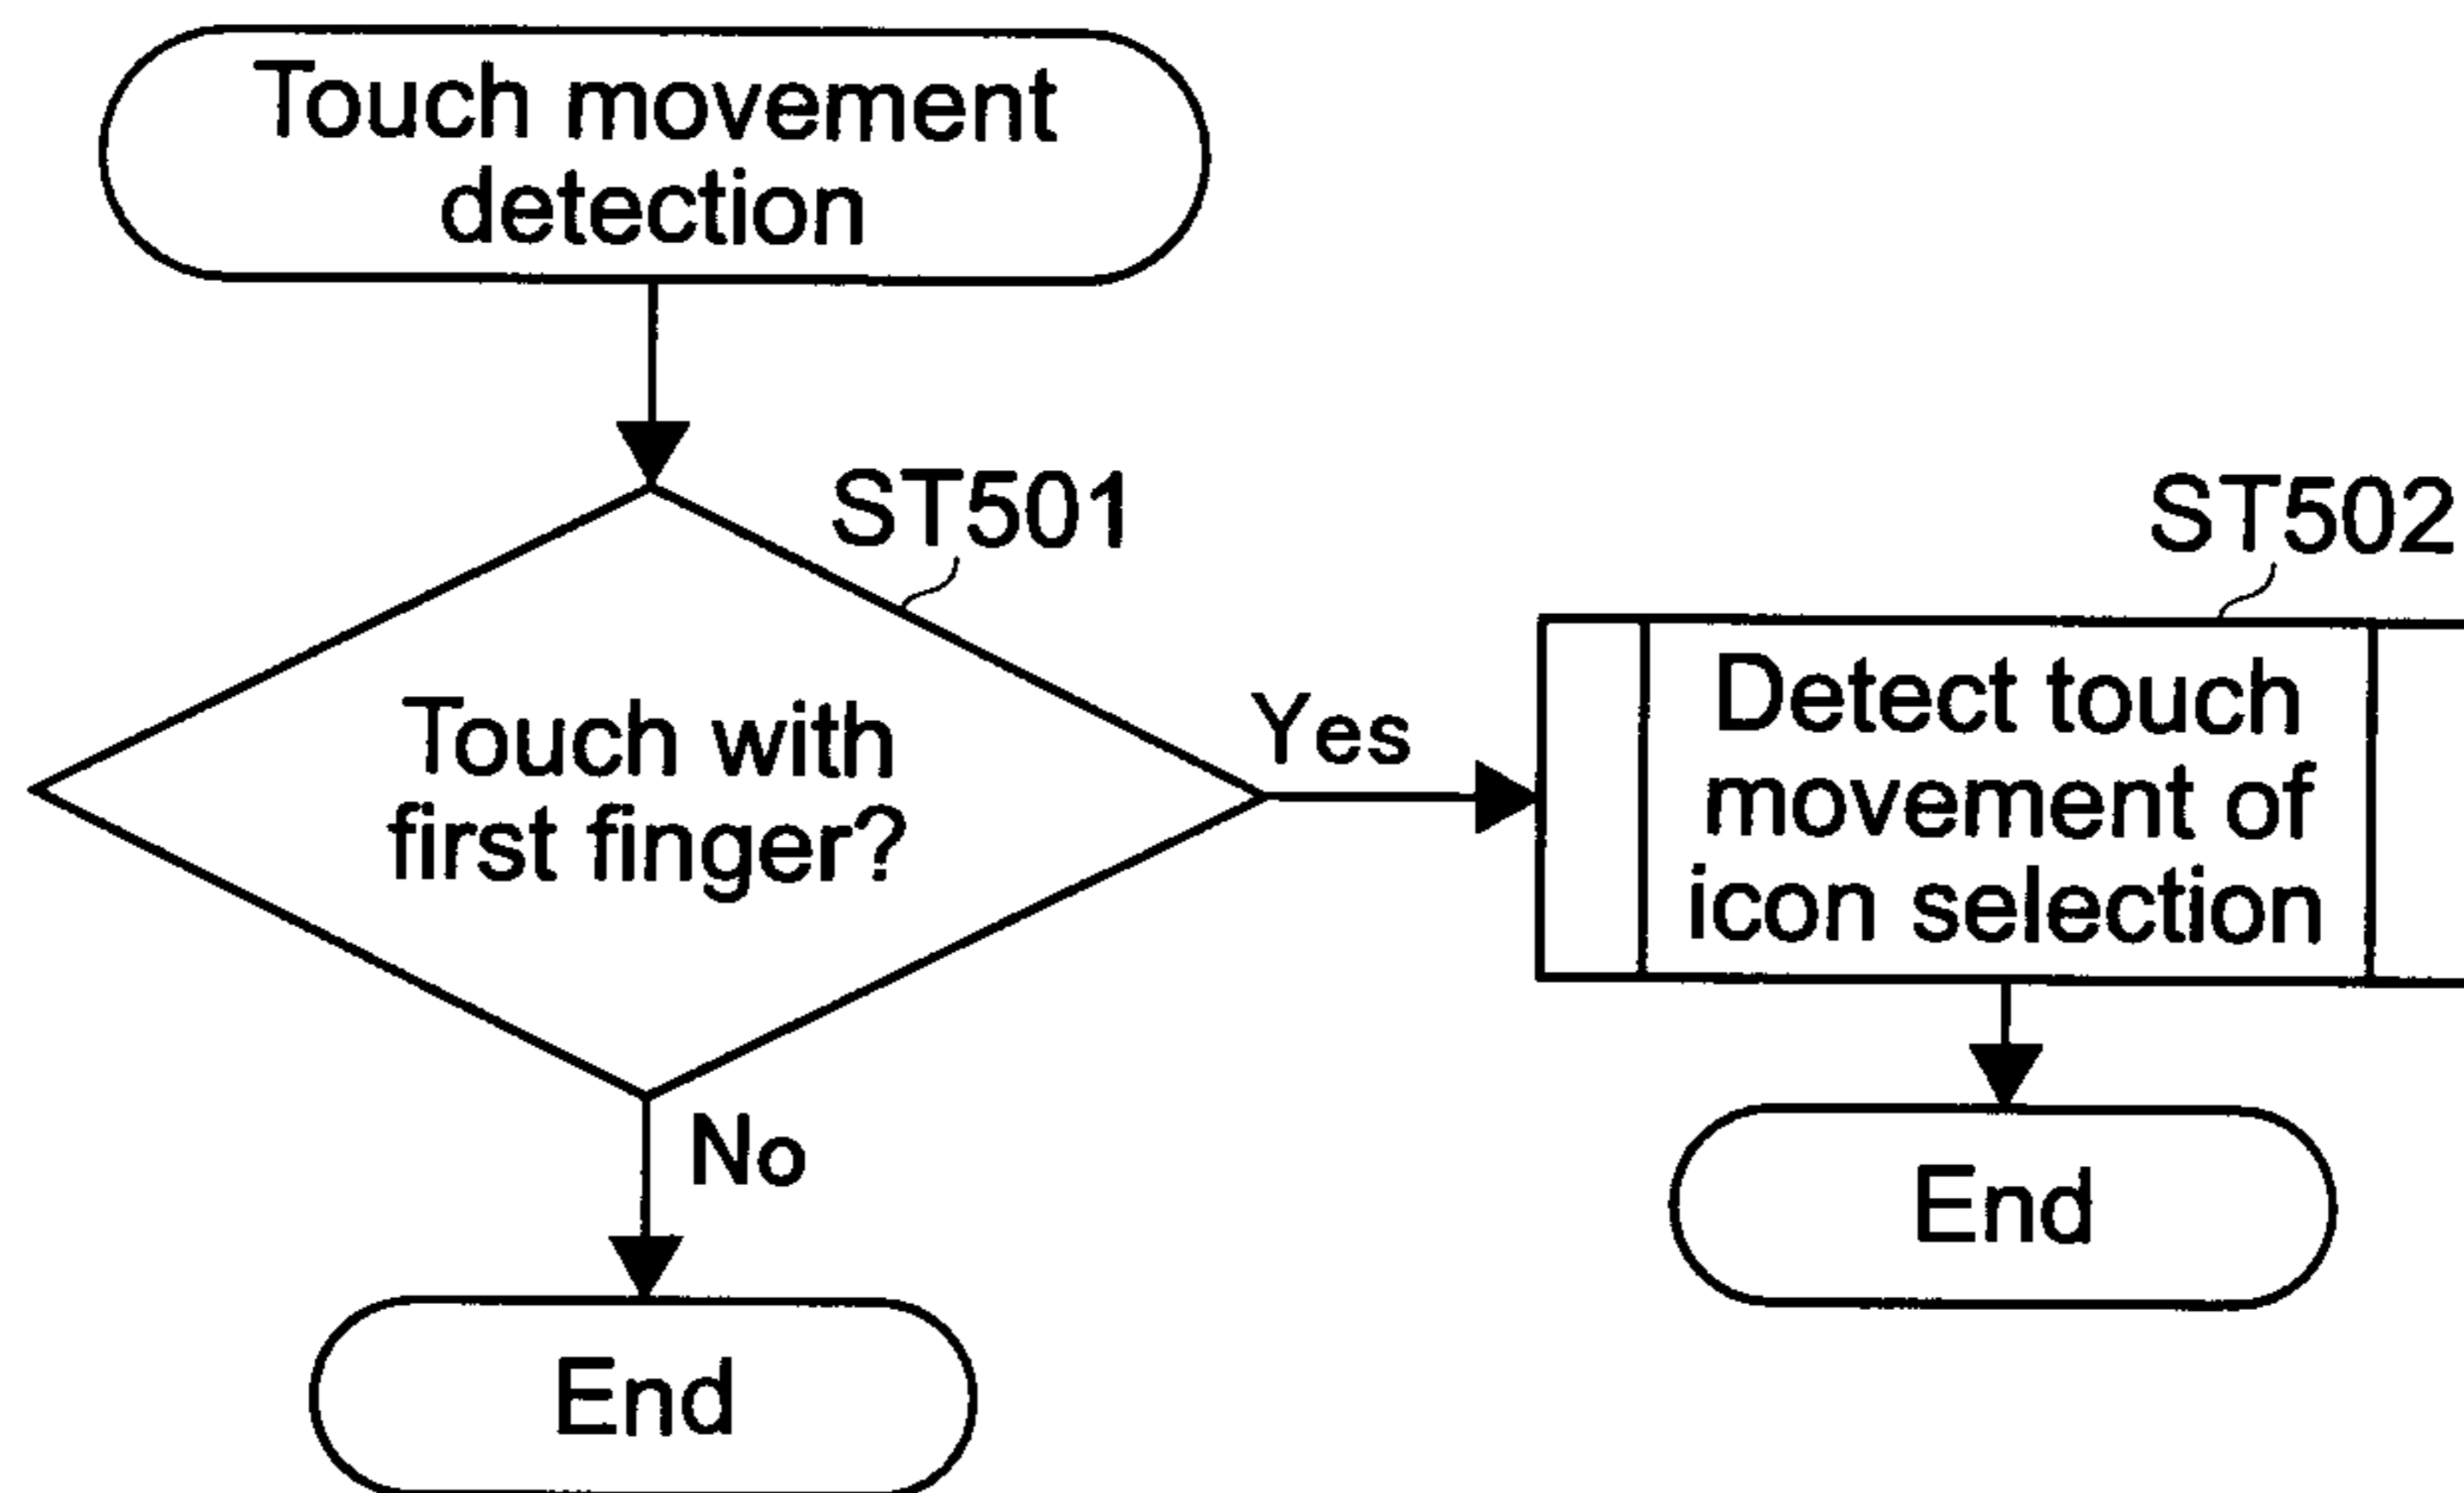 Touch movement
detection
ST501
Touch with
first finger?
Yes
ST502
Detect touch
movement of
icon selection
End
No
End